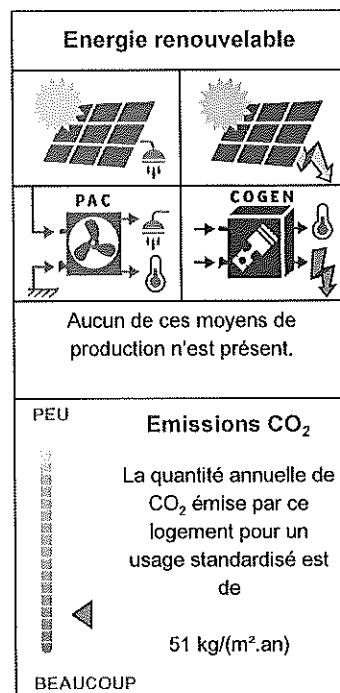 Energie renouvelable
PAC
COGEN
Aucun de ces moyens de
production n'est présent.
PEU
Emissions CO₂
La quantité annuelle de
CO₂ émise par ce
logement pour un
usage standardisé est
de
51 kg/(m².an)
BEAUCOUP